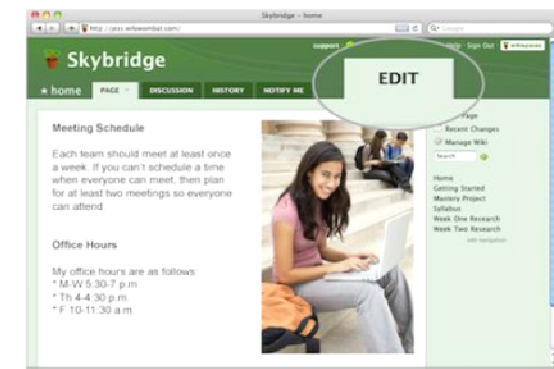 Skybridge - home
Google
support
Help · Sign Out
Skybridge
home
PAGE
DISCUSSION
HISTORY
NOTIFY ME
EDIT
Page
Recent Changes
Manage Wiki
Search
Meeting Schedule
Each team should meet at least once
a week. If you can't schedule a time
when everyone can meet, then plan
for at least two meetings so everyone
can attend.
Office Hours
My office hours are as follows:
* M-W 5:30-7 p.m.
* Th 4-4:30 p.m.
* F 10-11:30 a.m.
Home
Getting Started
Mastery Project
Syllabus
Week One Research
Week Two Research
edit navigation